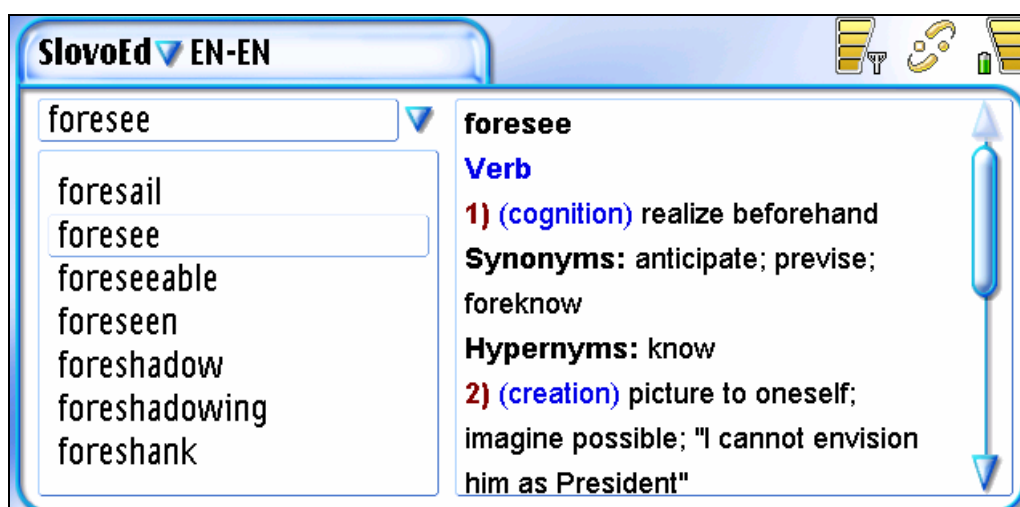 SlovoEd EN-EN
foresee
foresail
foresee
foreseeable
foreseen
foreshadow
foreshadowing
foreshank
foresee
Verb
1) (cognition) realize beforehand
Synonyms: anticipate; previse;
foreknow
Hypernyms: know
2) (creation) picture to oneself;
imagine possible; "I cannot envision
him as President"